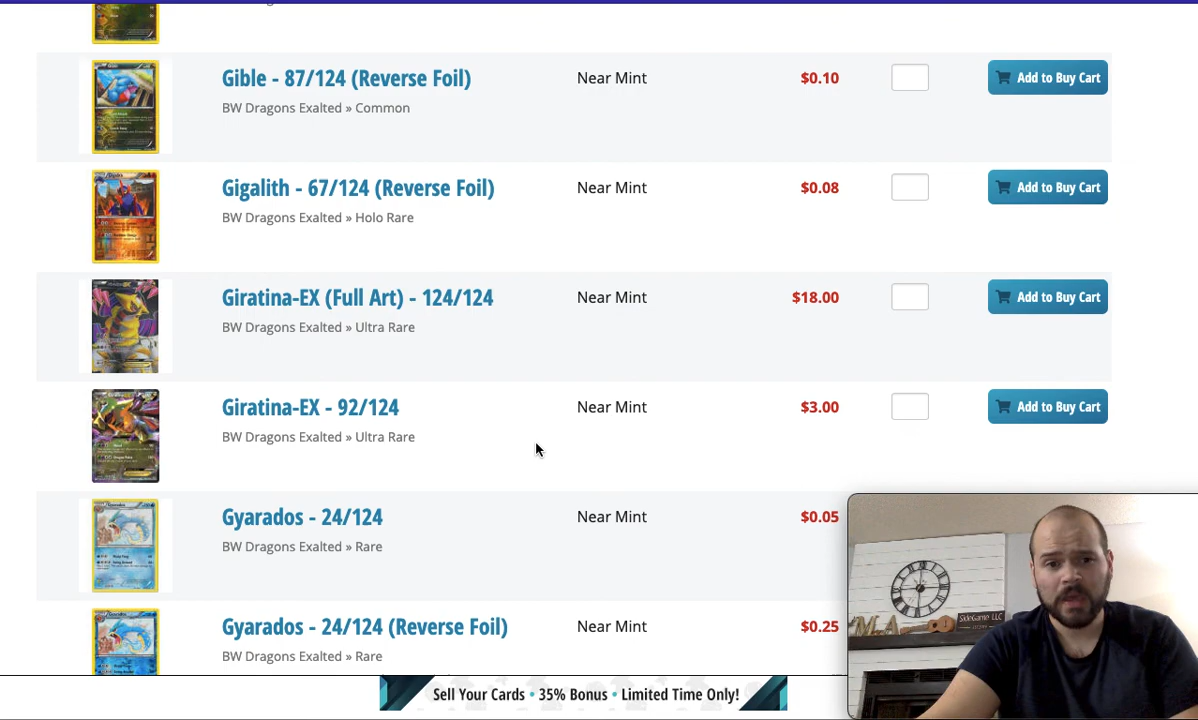 Gible - 87/124 (Reverse Foil) Near Mint $0.10 Add to Buy Cart
BW Dragons Exalted » Common
Gigalith - 67/124 (Reverse Foil) Near Mint $0.08 Add to Buy Cart
BW Dragons Exalted » Holo Rare
Giratina-EX (Full Art) - 124/124 Near Mint $18.00 Add to Buy Cart
BW Dragons Exalted » Ultra Rare
Giratina-EX - 92/124 Near Mint $3.00 Add to Buy Cart
BW Dragons Exalted » Ultra Rare
Gyarados - 24/124 Near Mint $0.05
BW Dragons Exalted » Rare
Gyarados - 24/124 (Reverse Foil) Near Mint $0.25
BW Dragons Exalted » Rare
M&A
SideGame LLC
Sell Your Cards • 35% Bonus • Limited Time Only!